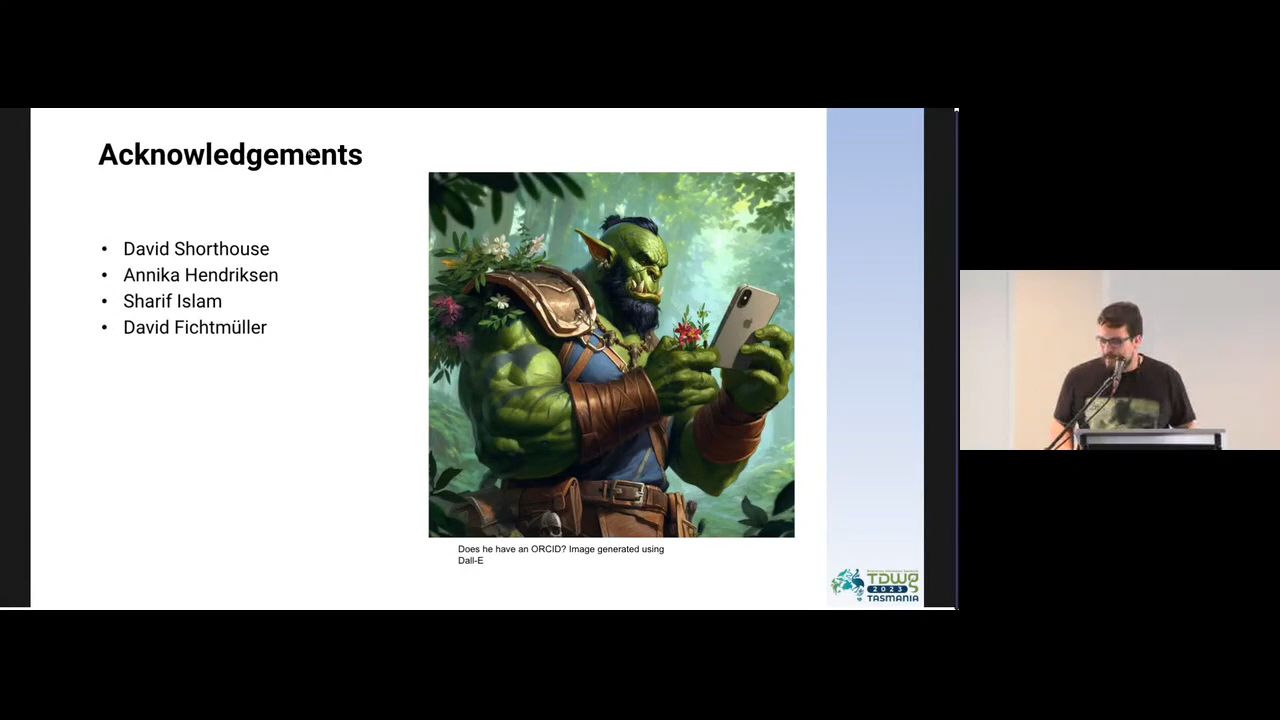 Acknowledgements
• David Shorthouse
• Annika Hendriksen
• Sharif Islam
• David Fichtmüller
Does he have an ORCID? Image generated using
Dall-E
TDWG
2023
TASMANIA